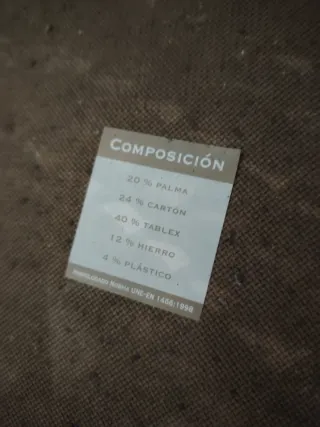 COMPOSICIÓN
20 % PALMA
24 % CARTÓN
40 % TABLEX
12 % HIERRO
4 % PLÁSTICO
HOMOLOGADO NORMA UNE-EN 1466:1998